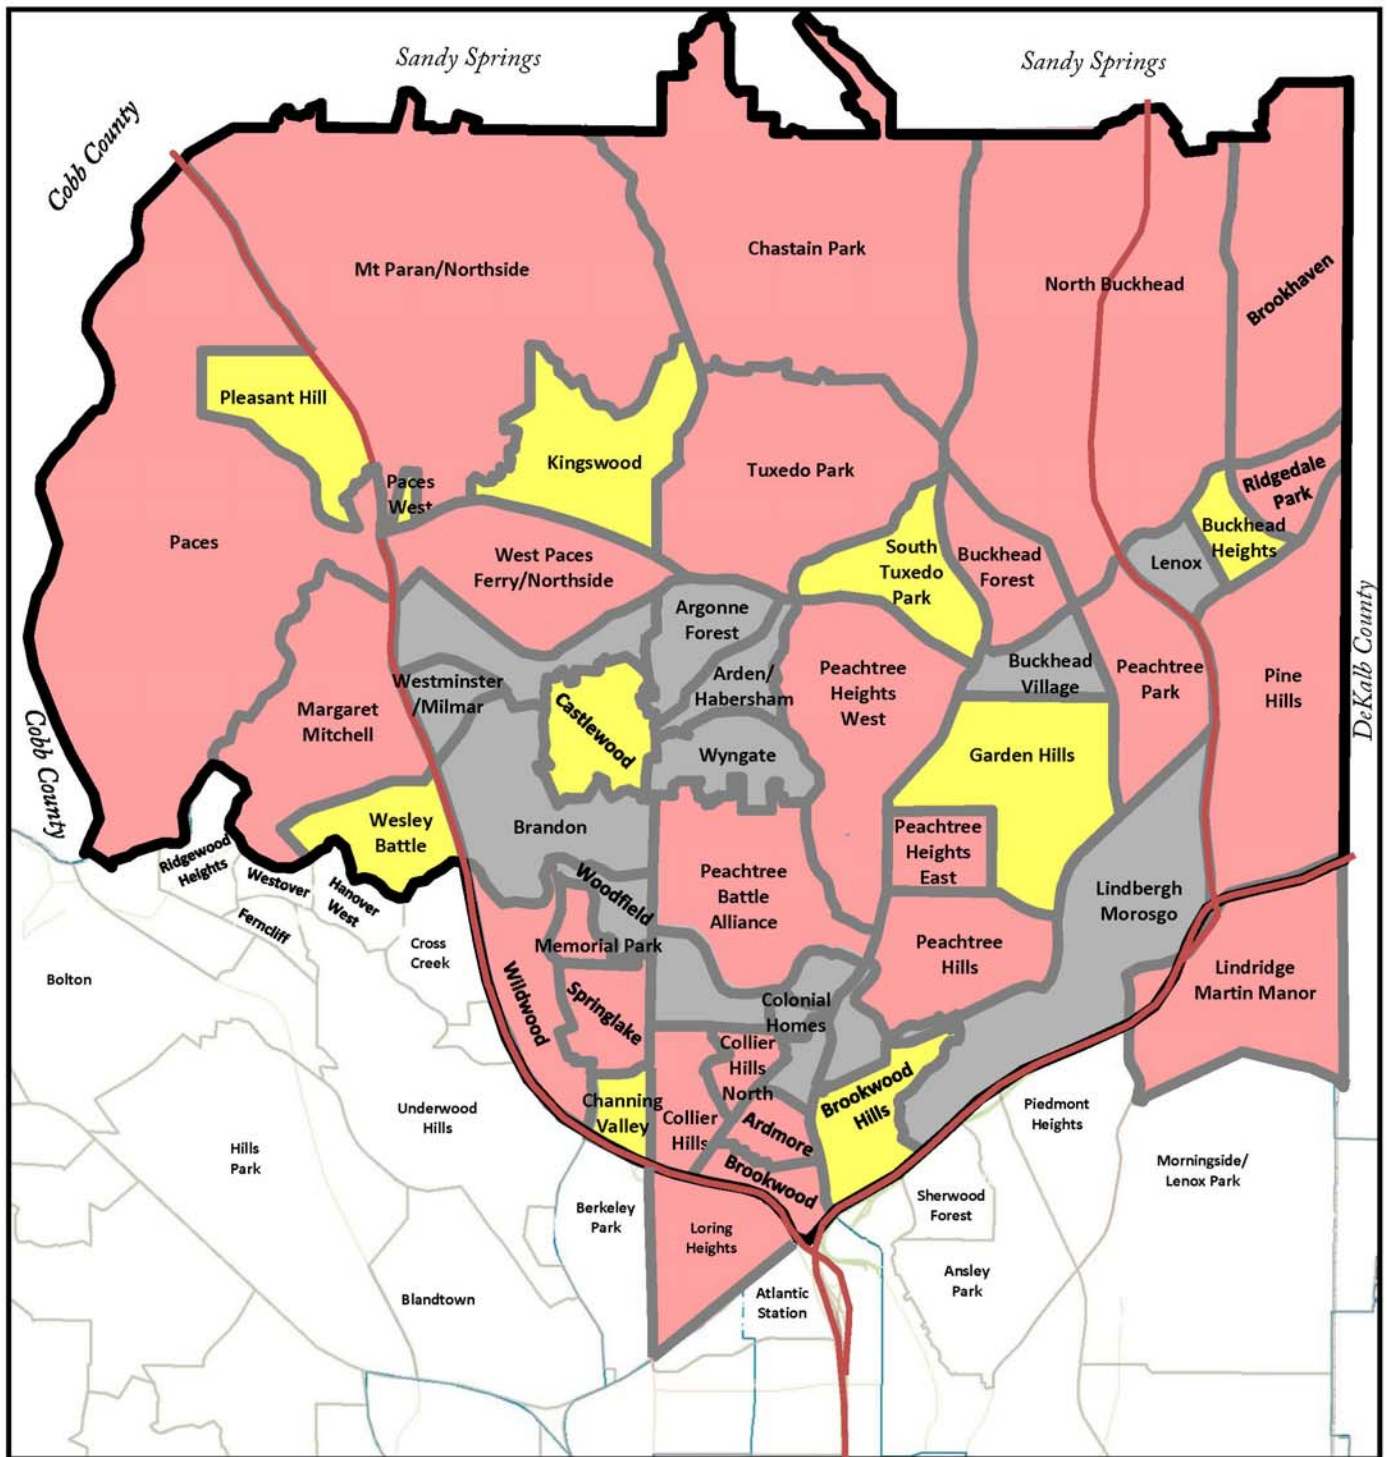 Sandy Springs
Sandy Springs
Cobb County
Chastain Park
Mt Paran/Northside
North Buckhead
Brookhaven
Pleasant Hill
Kingswood
Tuxedo Park
Paces
West
Ridgedale
Park
Buckhead
Heights
Paces
West Paces
Ferry/Northside
South
Tuxedo
Park
Buckhead
Forest
Lenox
Argonne
Forest
DeKalb County
Westminster
/Milmar
Arden/
Habersham
Peachtree
Heights
West
Buckhead
Village
Peachtree
Park
Pine
Hills
Margaret
Mitchell
Castlewood
Wyngate
Garden Hills
Cobb County
Wesley
Battle
Brandon
Peachtree
Heights
East
Ridgewood
Heights
Westover
Hanover
West
Ferncliff
Woodfield
Peachtree
Battle
Alliance
Lindbergh
Morosgo
Cross
Creek
Memorial Park
Peachtree
Hills
Bolton
Wildwood
Springlake
Colonial
Homes
Lindridge
Martin Manor
Collier
Hills
North
Channing
Valley
Collier
Hills
Ardmore
Brookwood
Hills
Underwood
Hills
Piedmont
Heights
Hills
Park
Brookwood
Morningside/
Lenox Park
Berkeley
Park
Loring
Heights
Sherwood
Forest
Ansley
Park
Blandtown
Atlantic
Station